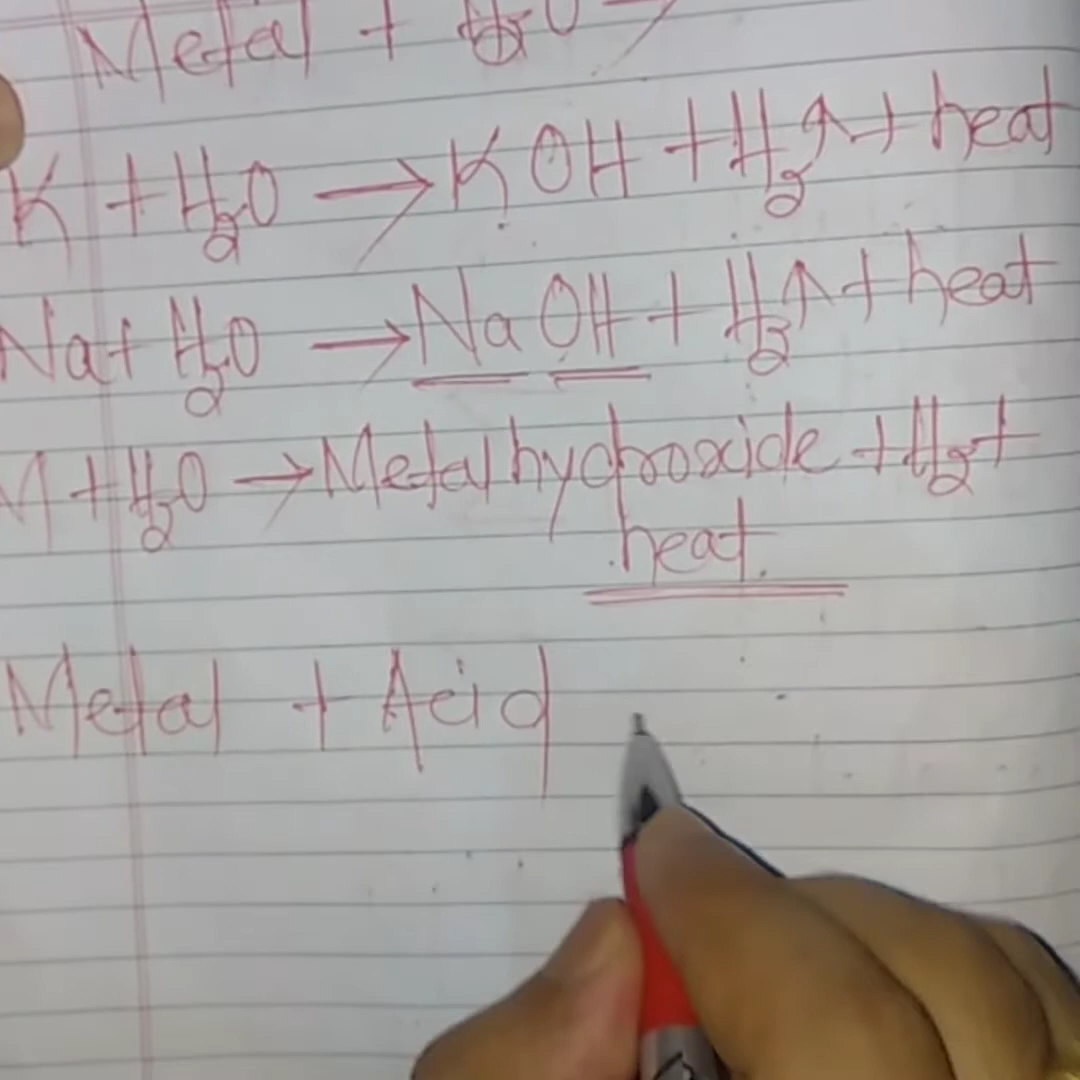 Metal + H₂O →
K + H₂O → KOH + H₂↑ + heat
Na + H₂O → NaOH + H₂↑ + heat
M + H₂O → Metal hydroxide + H₂ +
heat
Metal + Acid